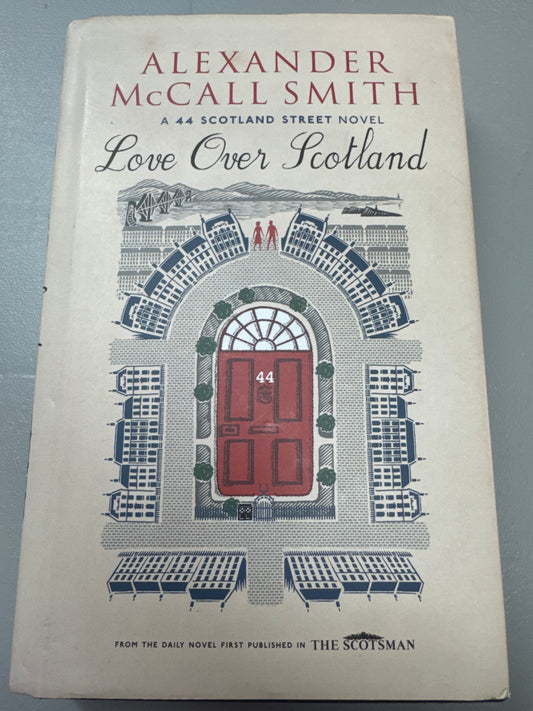 ALEXANDER
McCALL SMITH
A 44 SCOTLAND STREET NOVEL
Love Over Scotland
44
FROM THE DAILY NOVEL FIRST PUBLISHED IN THE SCOTSMAN